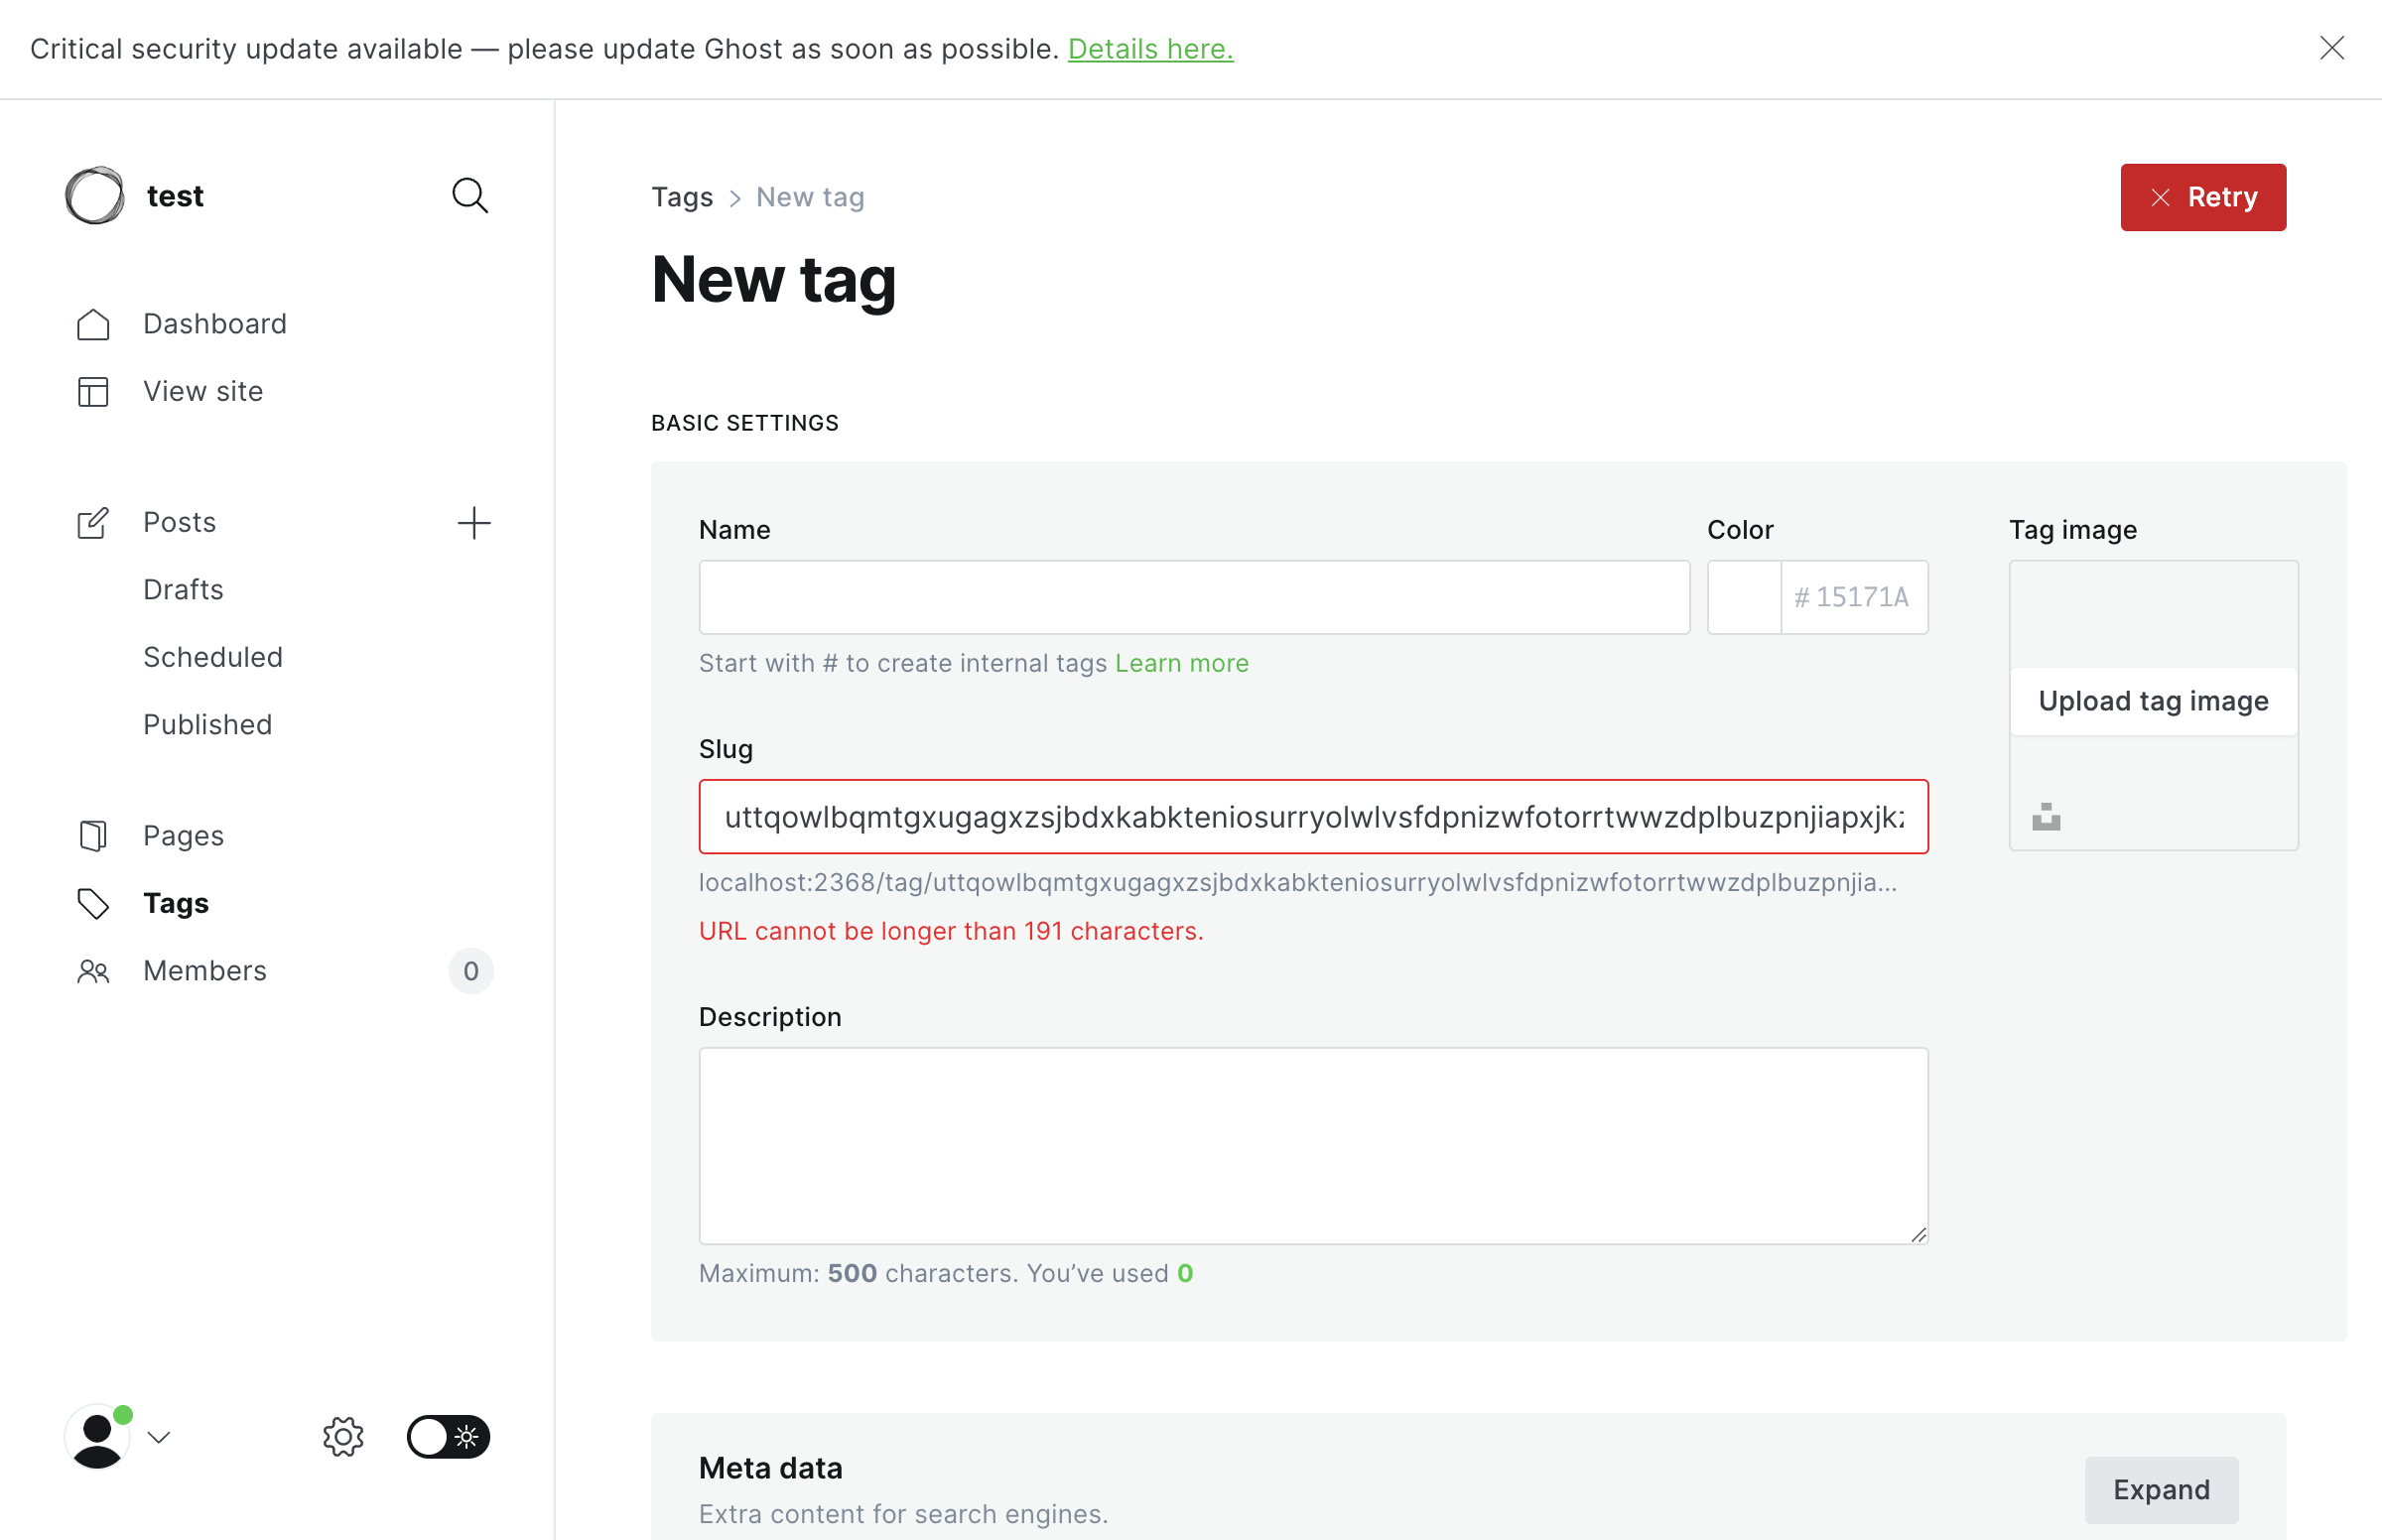 Critical security update available — please update Ghost as soon as possible. Details here.
test
Dashboard
View site
Posts
Drafts
Scheduled
Published
Pages
Tags
Members 0
Tags > New tag
Retry
New tag
BASIC SETTINGS
Name
Start with # to create internal tags Learn more
Color
# 15171A
Tag image
Upload tag image
Slug
uttqowlbqmtgxugagxzsjbdxkabkteniosurryolwlvsfdpnizwfotorrtwwzdplbuzpnjiapxjkz
localhost:2368/tag/uttqowlbqmtgxugagxzsjbdxkabkteniosurryolwlvsfdpnizwfotorrtwwzdplbuzpnjia...
URL cannot be longer than 191 characters.
Description
Maximum: 500 characters. You’ve used 0
Meta data
Extra content for search engines.
Expand